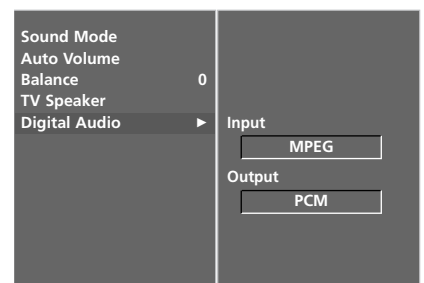 Sound Mode
Auto Volume
Balance 0
TV Speaker
Digital Audio ►
Input
MPEG
Output
PCM